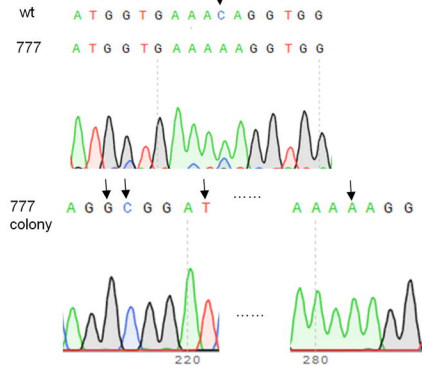 wt A T G G T G A A A C A G G T G G
777 A T G G T G A A A A A G G T G G
777 colony A G G C G G A T ...... A A A A A G G
......
220 280